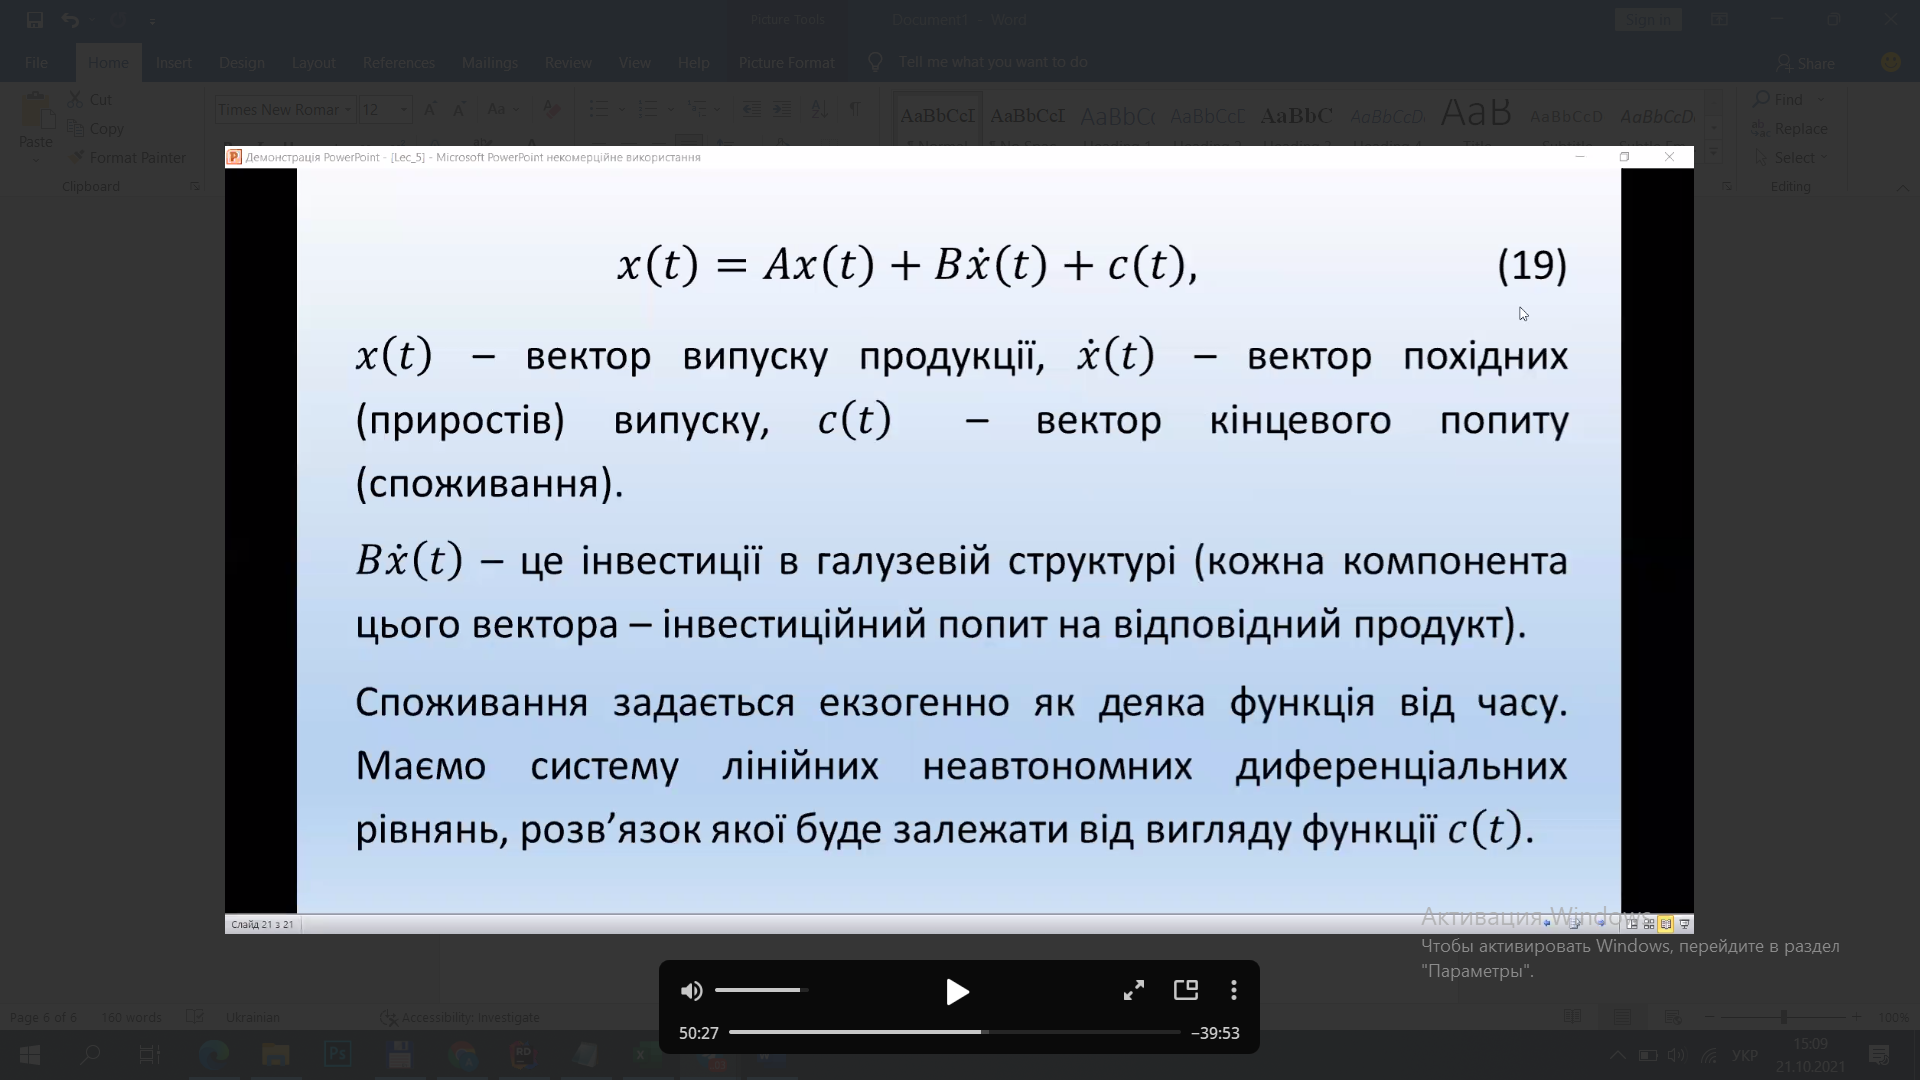 Picture Tools
Document1 - Word
Sign in
File
Home
Insert
Design
Layout
References
Mailings
Review
View
Help
Picture Format
Tell me what you want to do
Share
Paste
Cut
Copy
Format Painter
Clipboard
Times New Roman
12
Find
Replace
Select
Editing
Демонстрація PowerPoint - [Lec_5] - Microsoft PowerPoint некомерційне використання
x(t) = Ax(t) + Bẋ(t) + c(t), (19)
x(t) – вектор випуску продукції, ẋ(t) – вектор похідних
(приростів) випуску, c(t) – вектор кінцевого попиту
(споживання).
Bẋ(t) – це інвестиції в галузевій структурі (кожна компонента
цього вектора – інвестиційний попит на відповідний продукт).
Споживання задається екзогенно як деяка функція від часу.
Маємо систему лінійних неавтономних диференціальних
рівнянь, розв’язок якої буде залежати від вигляду функції c(t).
Слайд 21 з 21
Активация Windows
Чтобы активировать Windows, перейдите в раздел
"Параметры".
50:27
–39:53
Page 6 of 6
160 words
Ukrainian
Accessibility: Investigate
100%
УКР
15:09
21.10.2021